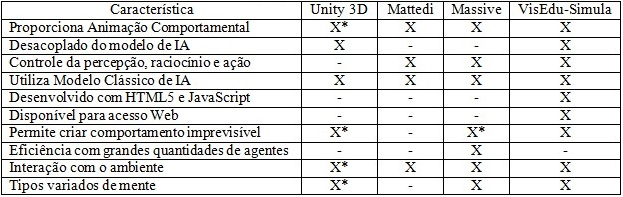 Característica Unity 3D Mattedi Massive VisEdu-Simula
Proporciona Animação Comportamental X* X X X
Desacoplado do modelo de IA X - - X
Controle da percepção, raciocínio e ação - X X X
Utiliza Modelo Clássico de IA X X X X
Desenvolvido com HTML5 e JavaScript - - - X
Disponível para acesso Web - - - X
Permite criar comportamento imprevisível X* - X* X
Eficiência com grandes quantidades de agentes - - X -
Interação com o ambiente X* X X X
Tipos variados de mente X* - X X